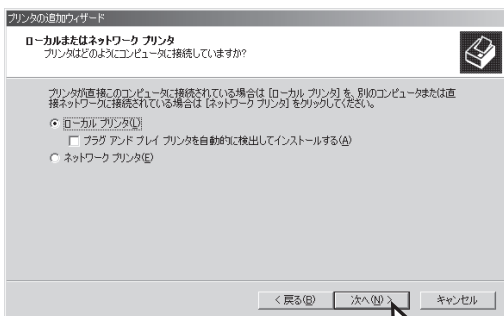 プリンタの追加ウィザード
ローカルまたはネットワーク プリンタ
プリンタはどのようにコンピュータに接続していますか?
プリンタが直接このコンピュータに接続されている場合は [ローカル プリンタ] を、別のコンピュータまたは直
接ネットワークに接続されている場合は [ネットワーク プリンタ] をクリックしてください。
ローカル プリンタ(L)
プラグ アンド プレイ プリンタを自動的に検出してインストールする(A)
ネットワーク プリンタ(E)
< 戻る(B)
次へ(N) >
キャンセル